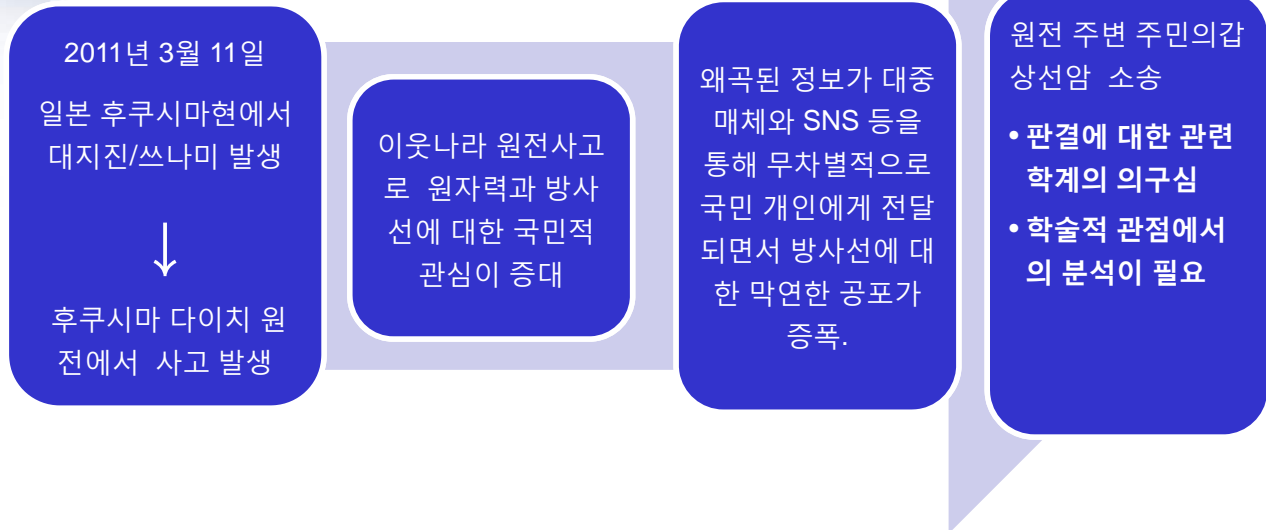 2011년 3월 11일
일본 후쿠시마현에서
대지진/쓰나미 발생
↓
후쿠시마 다이치 원
전에서 사고 발생
이웃나라 원전사고
로 원자력과 방사
선에 대한 국민적
관심이 증대
왜곡된 정보가 대중
매체와 SNS 등을
통해 무차별적으로
국민 개인에게 전달
되면서 방사선에 대
한 막연한 공포가
증폭.
원전 주변 주민의갑
상선암 소송
• 판결에 대한 관련
학계의 의구심
• 학술적 관점에서
의 분석이 필요